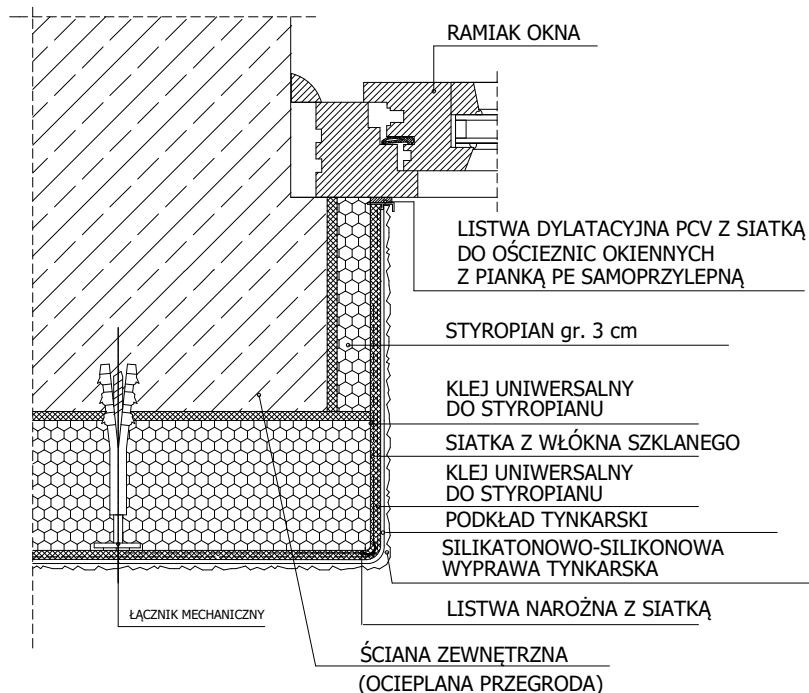 RAMIAK OKNA
LISTWA DYLATACYJNA PCV Z SIATKĄ
DO OŚCIEZNIC OKIENNYCH
Z PIANKĄ PE SAMOPRZYLEPNĄ
STYROPIAN gr. 3 cm
KLEJ UNIWERSALNY
DO STYROPIANU
SIATKA Z WŁÓKNA SZKLANEGO
KLEJ UNIWERSALNY
DO STYROPIANU
PODKŁAD TYNKARSKI
SILIKATONOWO-SILIKONOWA
WYPRAWA TYNKARSKA
LISTWA NAROŻNA Z SIATKĄ
ŁĄCZNIK MECHANICZNY
ŚCIANA ZEWNĘTRZNA
(OCIEPLANA PRZEGRODA)